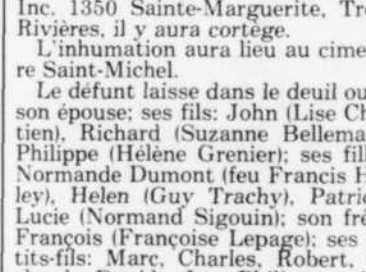 Inc. 1350 Sainte-Marguerite, Tr
Rivières, il y aura cortège.
L'inhumation aura lieu au cime
re Saint-Michel.
Le défunt laisse dans le deuil ou
son épouse: ses fils: John (Lise Ch
tien), Richard (Suzanne Bellema
Philippe (Hélène Grenier); ses fill
Normande Dumont (feu Francis H
ley), Helen (Guy Trachy), Patric
Lucie (Normand Sigouin); son frè
François (Françoise Lepage); ses
tits-fils: Marc, Charles, Robert,